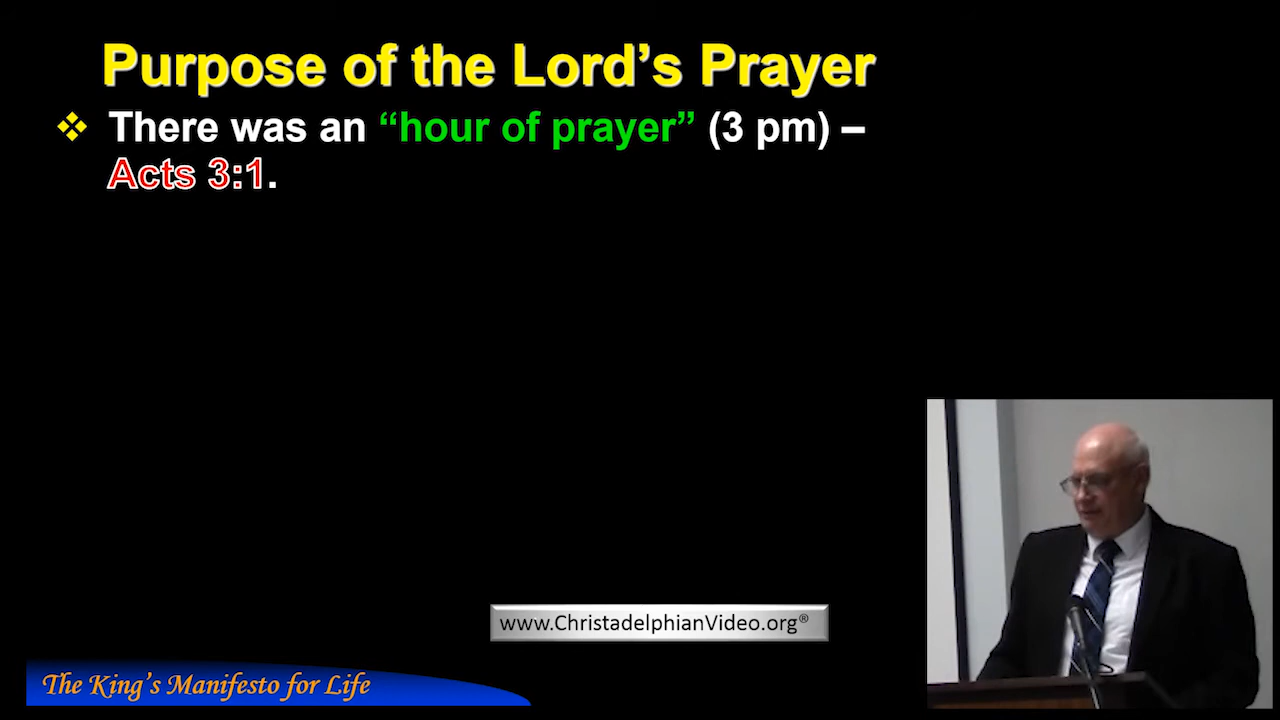 Purpose of the Lord’s Prayer
❖ There was an “hour of prayer” (3 pm) –
Acts 3:1.
www.ChristadelphianVideo.org®
The King’s Manifesto for Life